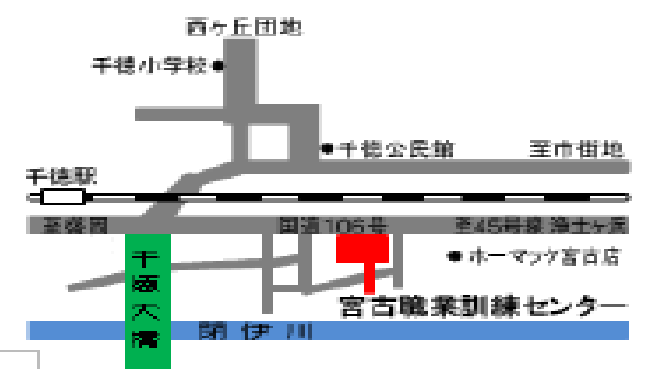 西ヶ丘団地
千徳小学校
千徳公民館
至市街地
千徳駅
至盛岡
国道106号
至45号線 浄土ヶ浜
千徳大橋
ホーマック宮古店
宮古職業訓練センター
閉伊川